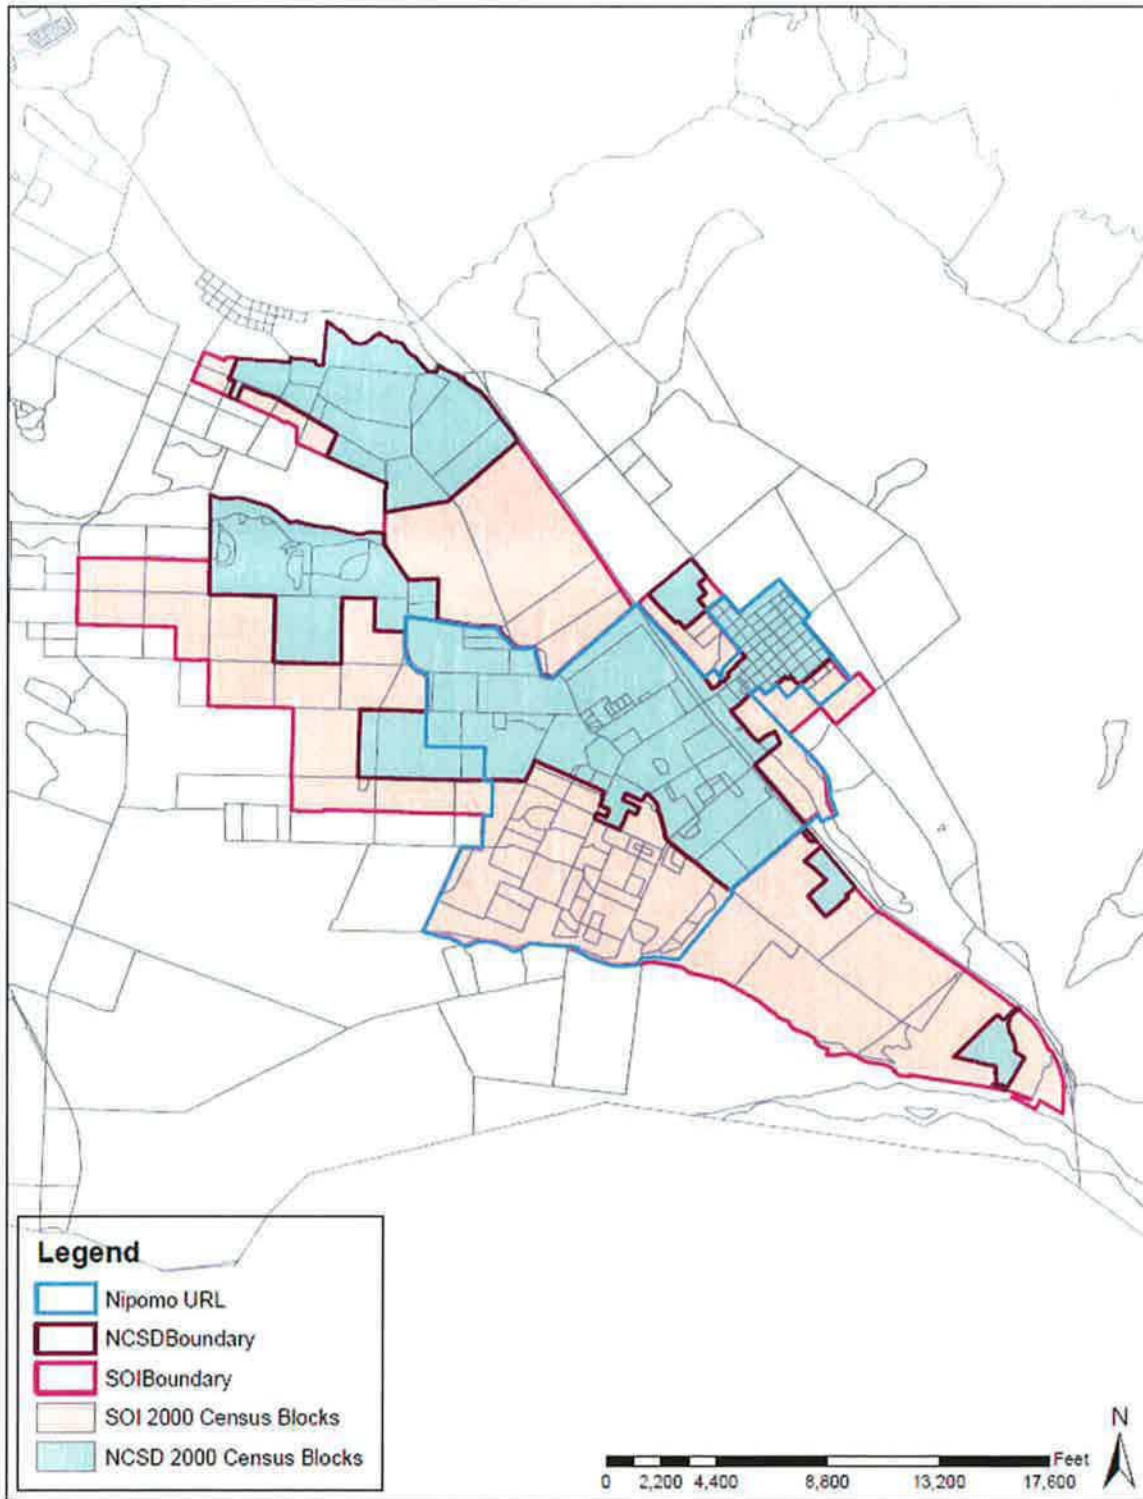 Legend
Nipomo URL
NCSDBoundary
SOIBoundary
SOI 2000 Census Blocks
NCSD 2000 Census Blocks
N
Feet
0 2,200 4,400 8,800 13,200 17,600